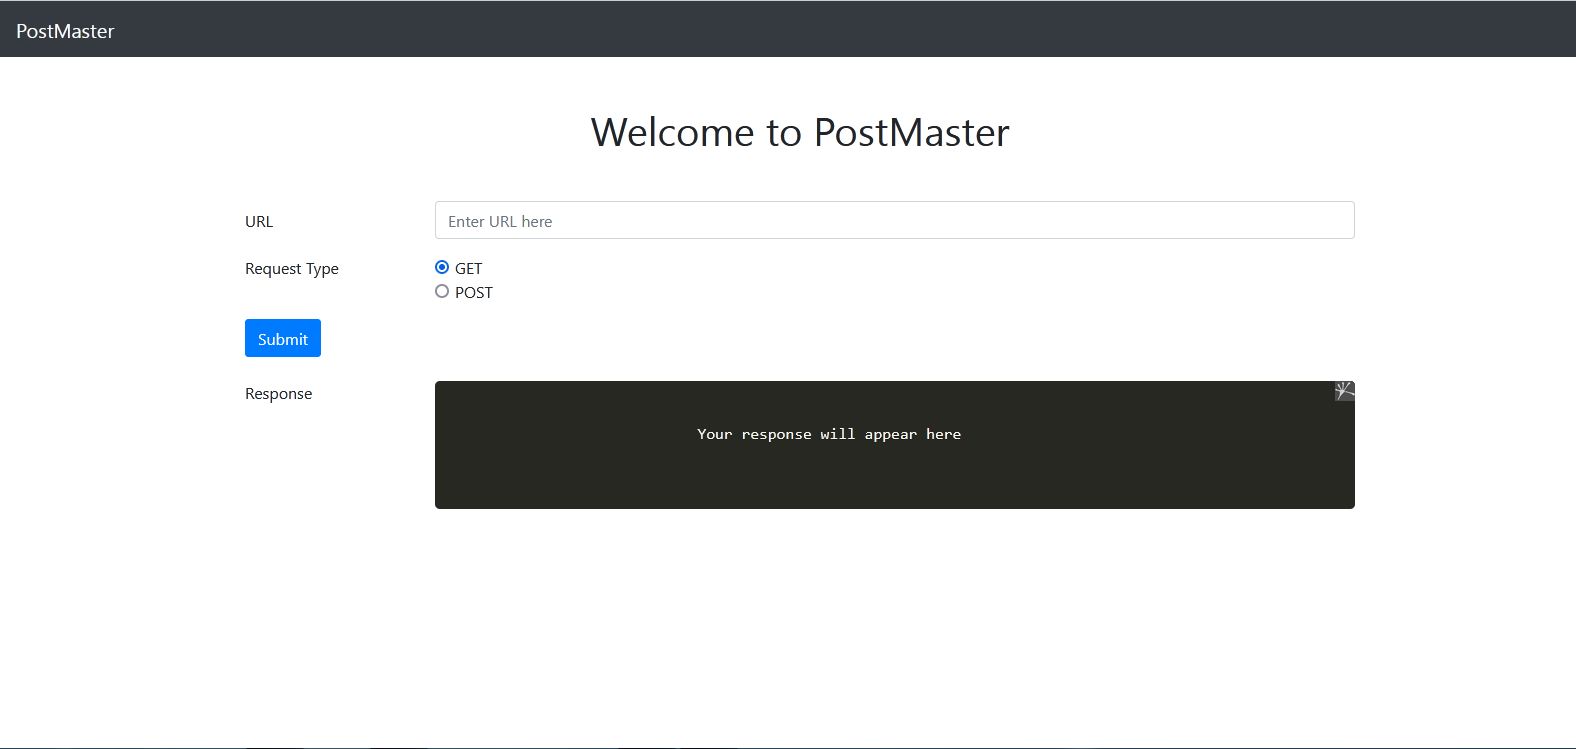 PostMaster
Welcome to PostMaster
URL
Enter URL here
Request Type
GET
POST
Submit
Response
Your response will appear here